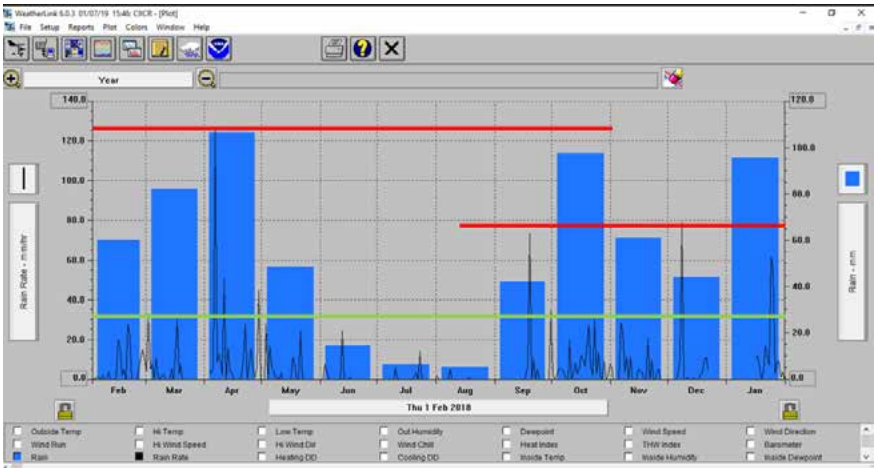 WeatherLink 6.0.3 01/07/19 15:46 CIICR - [Plot]
File Setup Reports Plot Colors Window Help
Year
140.0
120.0
100.0
80.0
60.0
40.0
20.0
0.0
120.0
100.0
80.0
60.0
40.0
20.0
0.0
Rain Rate - mm/hr
Rain - mm
Feb Mar Apr May Jun Jul Aug Sep Oct Nov Dec Jan
Thu 1 Feb 2018
Outside Temp Hi Temp Low Temp Out Humidity Dewpoint Wind Speed Wind Direction
Wind Run Hi Wind Speed Hi Wind Dir Wind Chill Heat Index THW Index Barometer
Rain Rain Rate Heating DD Cooling DD Inside Temp Inside Humidity Inside Dewpoint